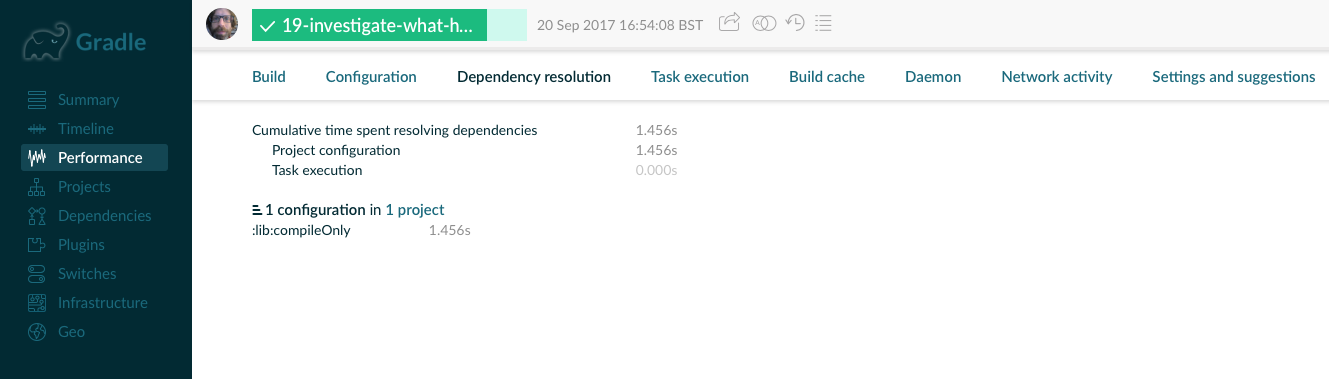 Gradle
Summary
Timeline
Performance
Projects
Dependencies
Plugins
Switches
Infrastructure
Geo
19-investigate-what-h...
20 Sep 2017 16:54:08 BST
Build Configuration Dependency resolution Task execution Build cache Daemon Network activity Settings and suggestions
Cumulative time spent resolving dependencies 1.456s
Project configuration 1.456s
Task execution 0.000s
1 configuration in 1 project
:lib:compileOnly 1.456s